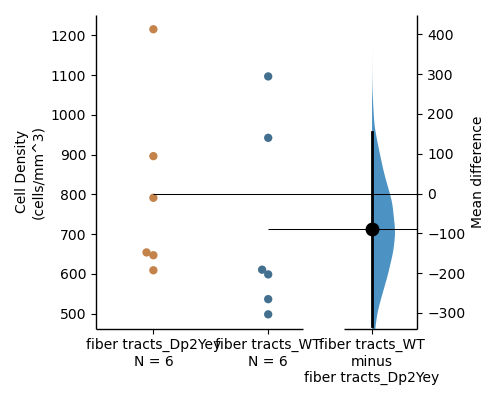 Cell Density
(cells/mm^3)
1200
1100
1000
900
800
700
600
500
400
300
200
100
0
−100
−200
−300
Mean difference
fiber tracts_Dp2Yey
N = 6
fiber tracts_WT
N = 6
fiber tracts_WT
minus
fiber tracts_Dp2Yey